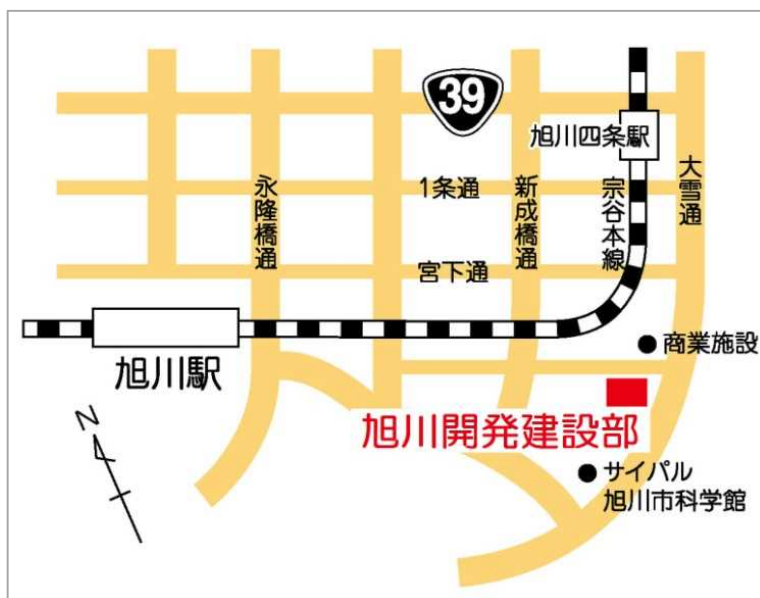 39
旭川四条駅
大雪通
永隆橋通
1条通
新成橋通
宗谷本線
宮下通
商業施設
旭川駅
N
旭川開発建設部
サイパル
旭川市科学館